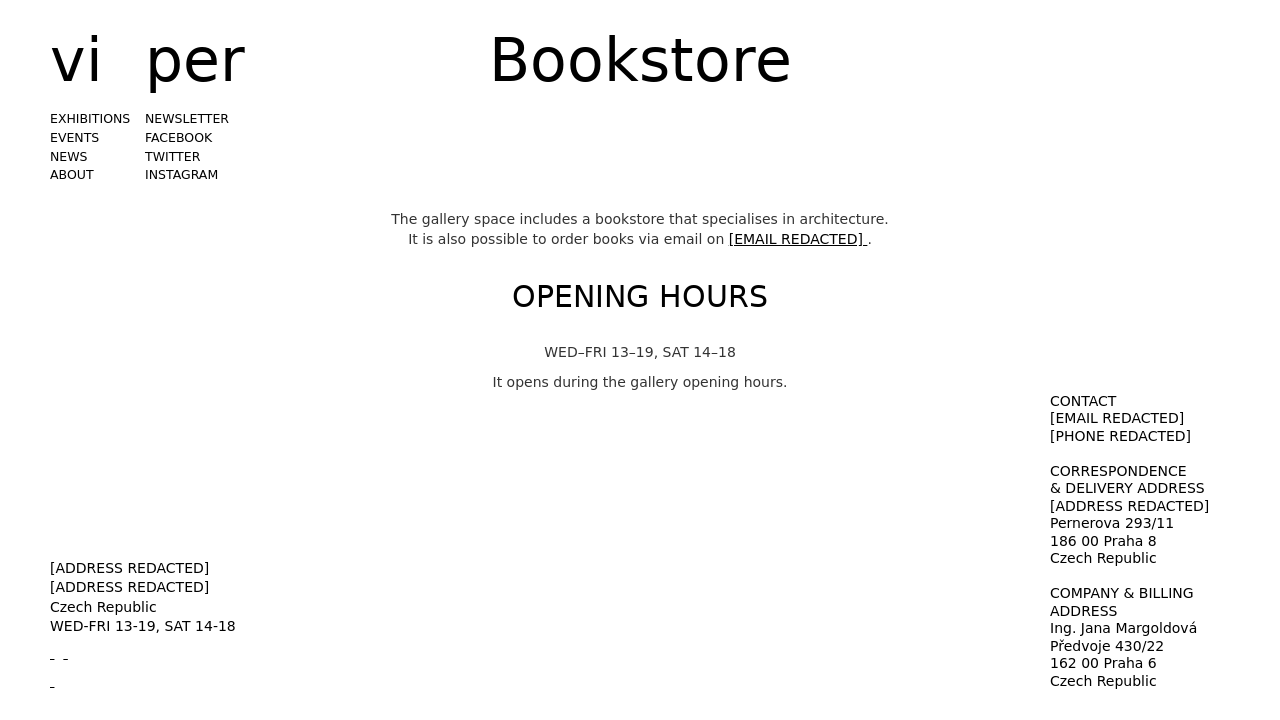 vi per
Bookstore
EXHIBITIONS
EVENTS
NEWS
ABOUT
NEWSLETTER
FACEBOOK
TWITTER
INSTAGRAM
The gallery space includes a bookstore that specialises in architecture.
It is also possible to order books via email on [EMAIL REDACTED] .
OPENING HOURS
WED–FRI 13–19, SAT 14–18
It opens during the gallery opening hours.
CONTACT
[EMAIL REDACTED]
[PHONE REDACTED]
CORRESPONDENCE
& DELIVERY ADDRESS
[ADDRESS REDACTED]
Pernerova 293/11
186 00 Praha 8
Czech Republic
COMPANY & BILLING
ADDRESS
Ing. Jana Margoldová
Předvoje 430/22
162 00 Praha 6
Czech Republic
[ADDRESS REDACTED]
[ADDRESS REDACTED]
Czech Republic
WED-FRI 13-19, SAT 14-18